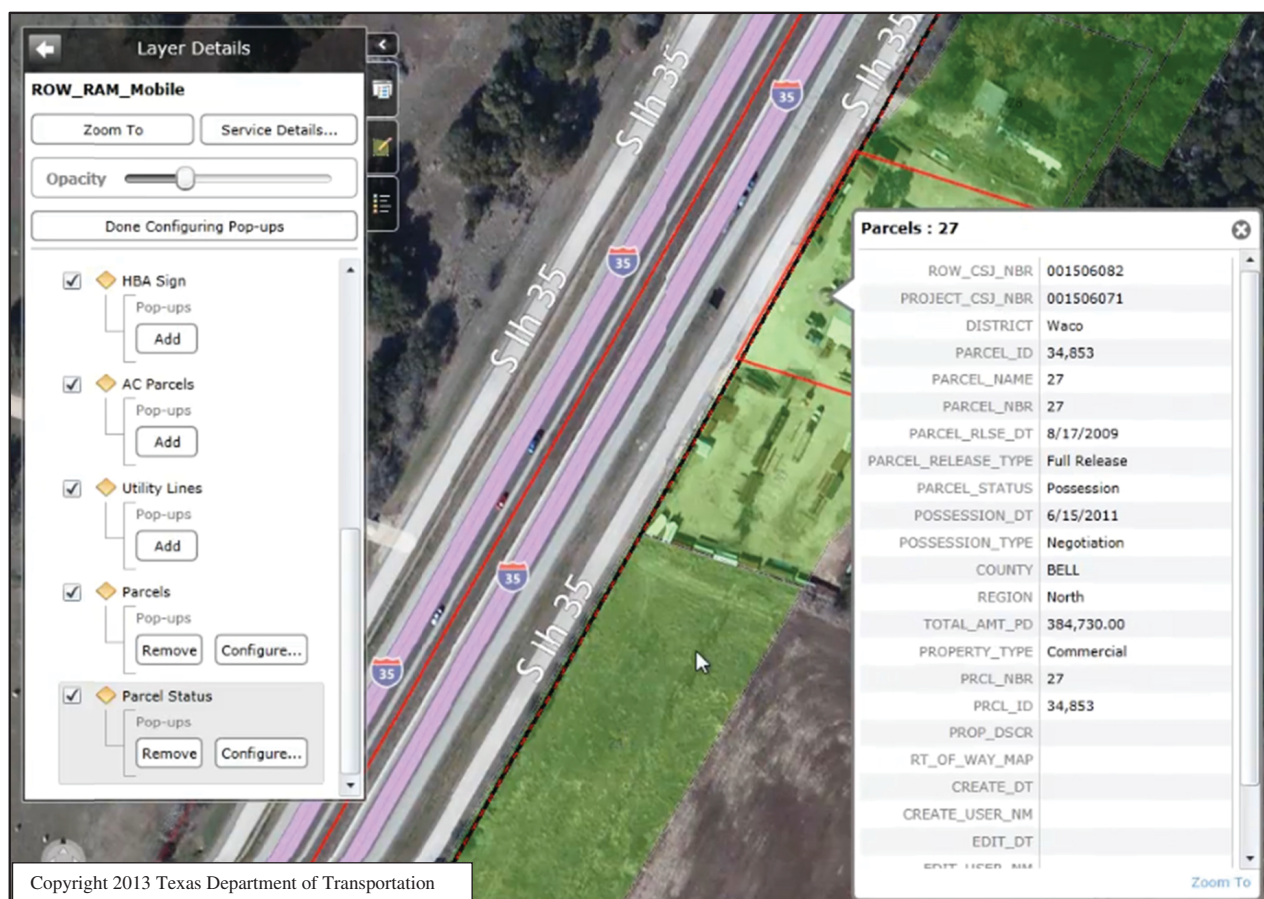 Layer Details
ROW_RAM_Mobile
Zoom To
Service Details...
Opacity
Done Configuring Pop-ups
HBA Sign
Pop-ups
Add
AC Parcels
Pop-ups
Add
Utility Lines
Pop-ups
Add
Parcels
Pop-ups
Remove Configure...
Parcel Status
Pop-ups
Remove Configure...
S Ih 35
S Ih 35
35
35
S Ih 35
35
S Ih 35
35
Parcels : 27
ROW_CSJ_NBR 001506082
PROJECT_CSJ_NBR 001506071
DISTRICT Waco
PARCEL_ID 34,853
PARCEL_NAME 27
PARCEL_NBR 27
PARCEL_RLSE_DT 8/17/2009
PARCEL_RELEASE_TYPE Full Release
PARCEL_STATUS Possession
POSSESSION_DT 6/15/2011
POSSESSION_TYPE Negotiation
COUNTY BELL
REGION North
TOTAL_AMT_PD 384,730.00
PROPERTY_TYPE Commercial
PRCL_NBR 27
PRCL_ID 34,853
PROP_DSCR
RT_OF_WAY_MAP
CREATE_DT
CREATE_USER_NM
EDIT_DT
EDIT_USER_NM
Zoom To
Copyright 2013 Texas Department of Transportation